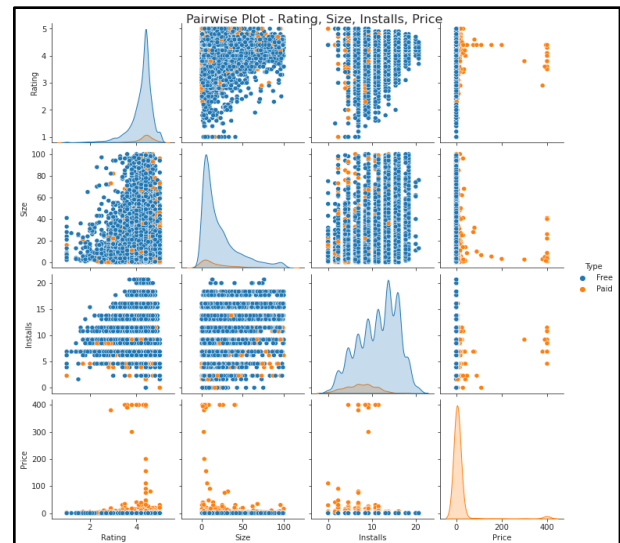 Pairwise Plot - Rating, Size, Installs, Price
Rating
5
4
3
2
1
Size
100
80
60
40
20
0
Type
Free
Paid
Installs
20
15
10
5
0
Price
400
300
200
100
0
2 4
0 50 100
0 10 20
0 200 400
Rating Size Installs Price